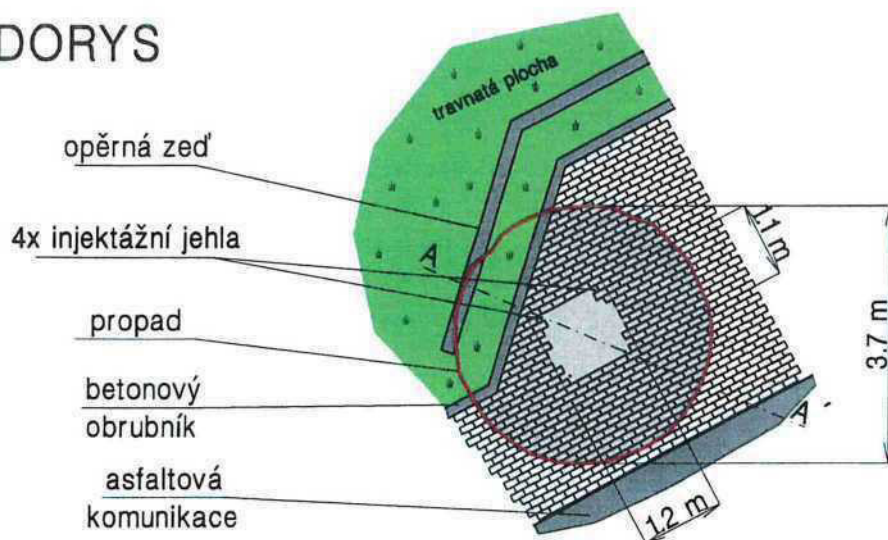 DORYS
travnatá plocha
opěrná zeď
4x injektážní jehla
A
1.1 m
propad
3.7 m
betonový
obrubník
A'
asfaltová
komunikace
1.2 m